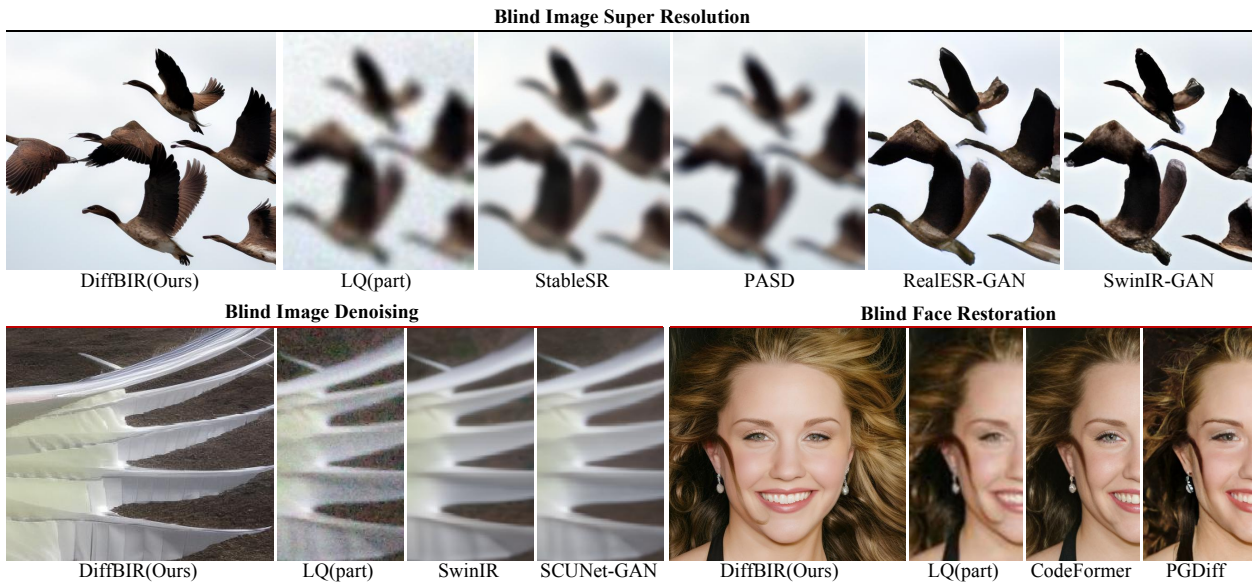 Blind Image Super Resolution
DiffBIR(Ours) LQ(part) StableSR PASD RealESR-GAN SwinIR-GAN
Blind Image Denoising
DiffBIR(Ours) LQ(part) SwinIR SCUNet-GAN
Blind Face Restoration
DiffBIR(Ours) LQ(part) CodeFormer PGDiff